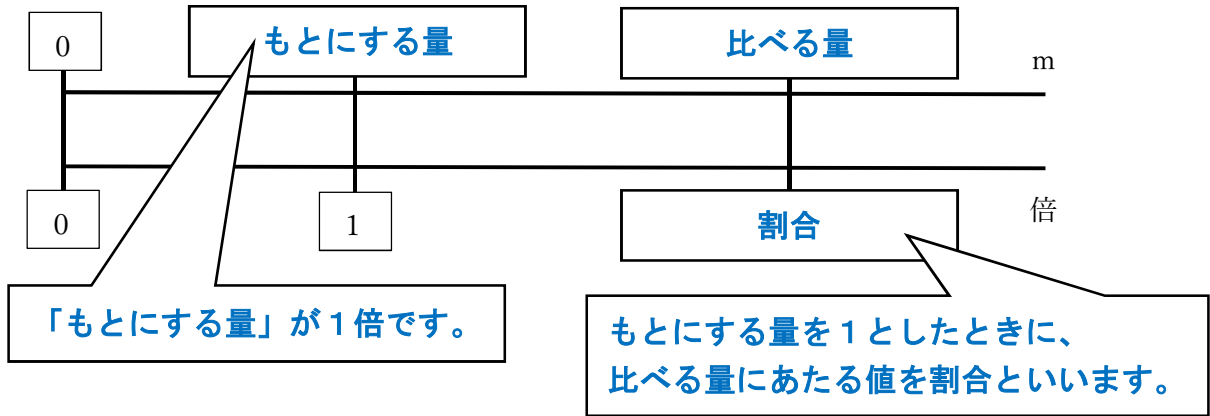 0
もとにする量
比べる量
m
0
1
割合
倍
「もとにする量」が１倍です。
もとにする量を１としたときに、
比べる量にあたる値を割合といいます。